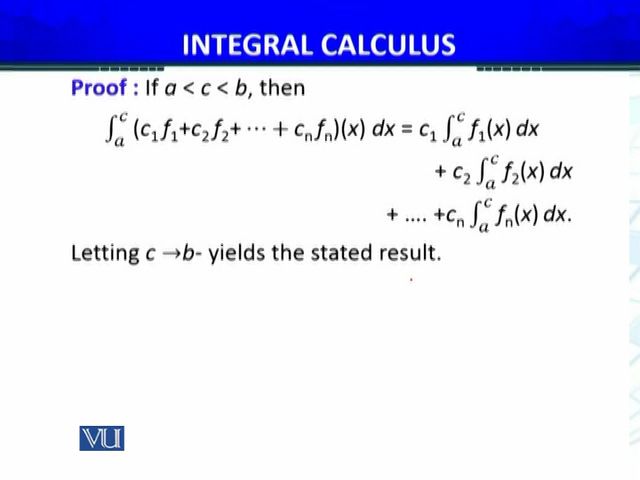 INTEGRAL CALCULUS
Proof : If a < c < b, then
∫ₐᶜ (c₁f₁+c₂f₂+ ⋯ + cₙfₙ)(x) dx = c₁ ∫ₐᶜ f₁(x) dx
+ c₂ ∫ₐᶜ f₂(x) dx
+ .... +cₙ ∫ₐᶜ fₙ(x) dx.
Letting c →b- yields the stated result.
VU